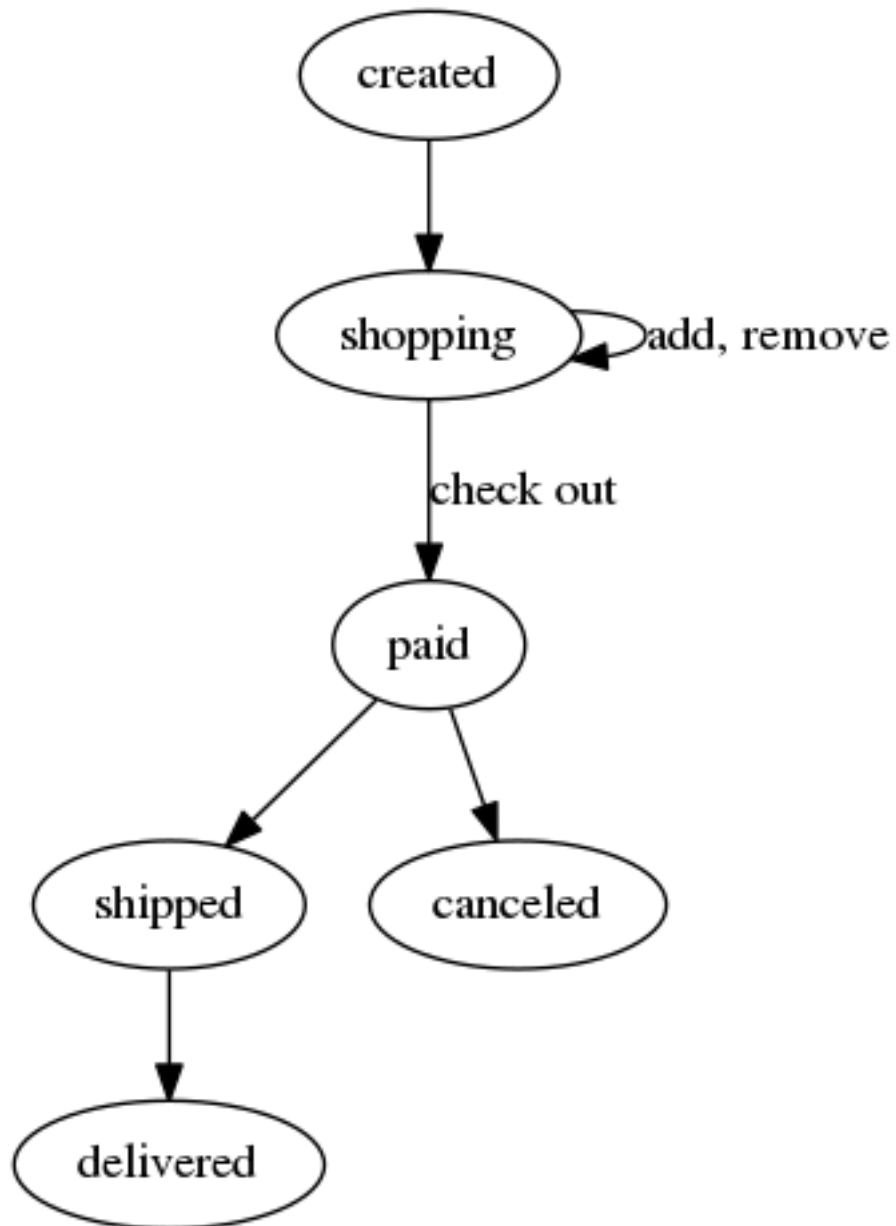 created
shopping
add, remove
check out
paid
shipped
canceled
delivered